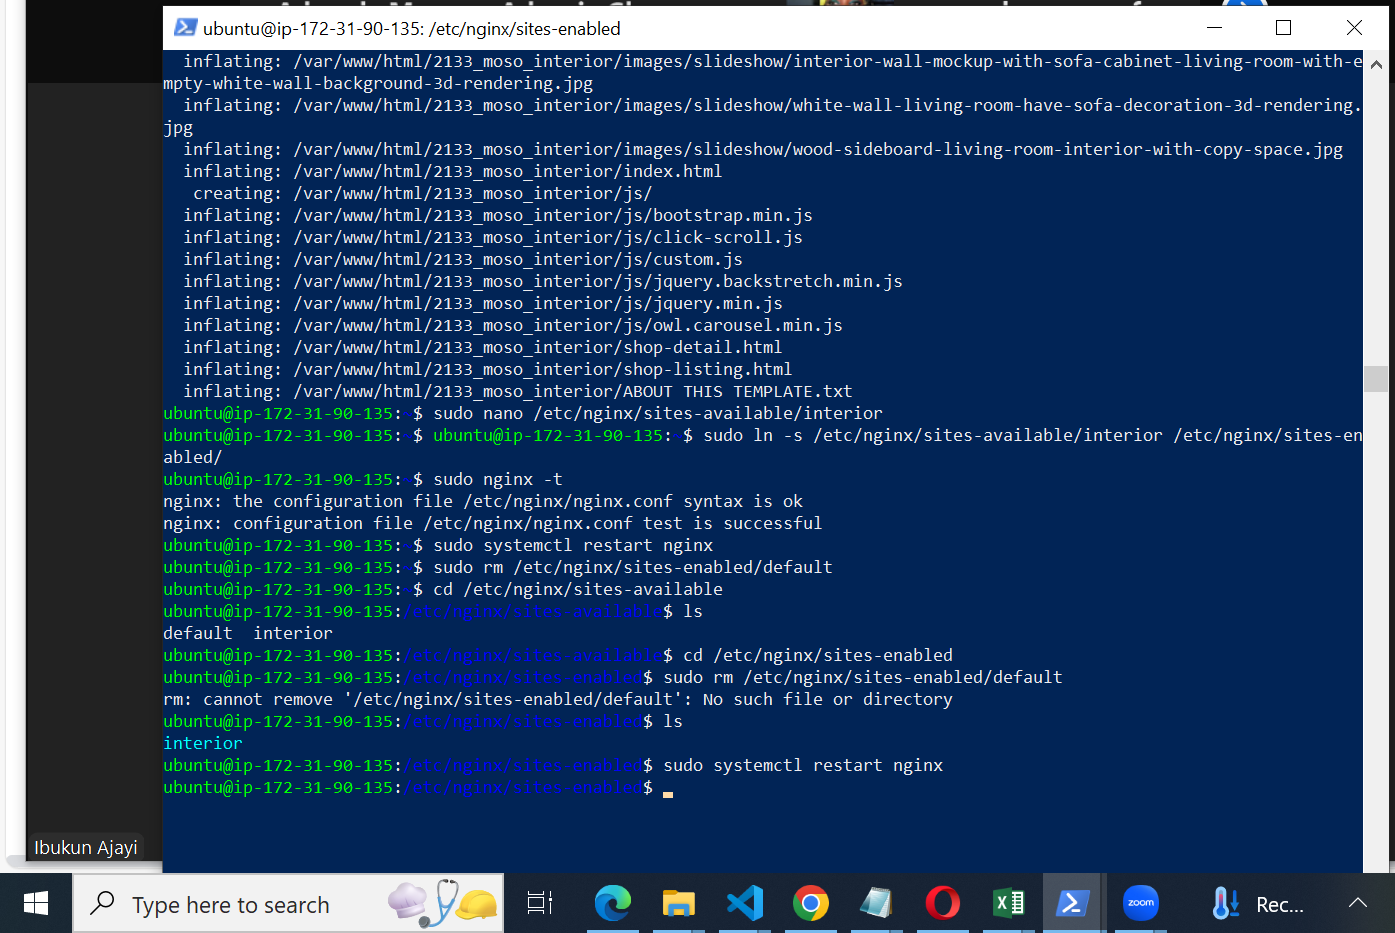 ubuntu@ip-172-31-90-135: /etc/nginx/sites-enabled
inflating: /var/www/html/2133_moso_interior/images/slideshow/interior-wall-mockup-with-sofa-cabinet-living-room-with-e
mpty-white-wall-background-3d-rendering.jpg
inflating: /var/www/html/2133_moso_interior/images/slideshow/white-wall-living-room-have-sofa-decoration-3d-rendering.
jpg
inflating: /var/www/html/2133_moso_interior/images/slideshow/wood-sideboard-living-room-interior-with-copy-space.jpg
inflating: /var/www/html/2133_moso_interior/index.html
creating: /var/www/html/2133_moso_interior/js/
inflating: /var/www/html/2133_moso_interior/js/bootstrap.min.js
inflating: /var/www/html/2133_moso_interior/js/click-scroll.js
inflating: /var/www/html/2133_moso_interior/js/custom.js
inflating: /var/www/html/2133_moso_interior/js/jquery.backstretch.min.js
inflating: /var/www/html/2133_moso_interior/js/jquery.min.js
inflating: /var/www/html/2133_moso_interior/js/owl.carousel.min.js
inflating: /var/www/html/2133_moso_interior/shop-detail.html
inflating: /var/www/html/2133_moso_interior/shop-listing.html
inflating: /var/www/html/2133_moso_interior/ABOUT THIS TEMPLATE.txt
ubuntu@ip-172-31-90-135:~$ sudo nano /etc/nginx/sites-available/interior
ubuntu@ip-172-31-90-135:~$ ubuntu@ip-172-31-90-135:~$ sudo ln -s /etc/nginx/sites-available/interior /etc/nginx/sites-en
abled/
ubuntu@ip-172-31-90-135:~$ sudo nginx -t
nginx: the configuration file /etc/nginx/nginx.conf syntax is ok
nginx: configuration file /etc/nginx/nginx.conf test is successful
ubuntu@ip-172-31-90-135:~$ sudo systemctl restart nginx
ubuntu@ip-172-31-90-135:~$ sudo rm /etc/nginx/sites-enabled/default
ubuntu@ip-172-31-90-135:~$ cd /etc/nginx/sites-available
ubuntu@ip-172-31-90-135:/etc/nginx/sites-available$ ls
default  interior
ubuntu@ip-172-31-90-135:/etc/nginx/sites-available$ cd /etc/nginx/sites-enabled
ubuntu@ip-172-31-90-135:/etc/nginx/sites-enabled$ sudo rm /etc/nginx/sites-enabled/default
rm: cannot remove '/etc/nginx/sites-enabled/default': No such file or directory
ubuntu@ip-172-31-90-135:/etc/nginx/sites-enabled$ ls
interior
ubuntu@ip-172-31-90-135:/etc/nginx/sites-enabled$ sudo systemctl restart nginx
ubuntu@ip-172-31-90-135:/etc/nginx/sites-enabled$
Ibukun Ajayi
Type here to search
zoom
Rec...